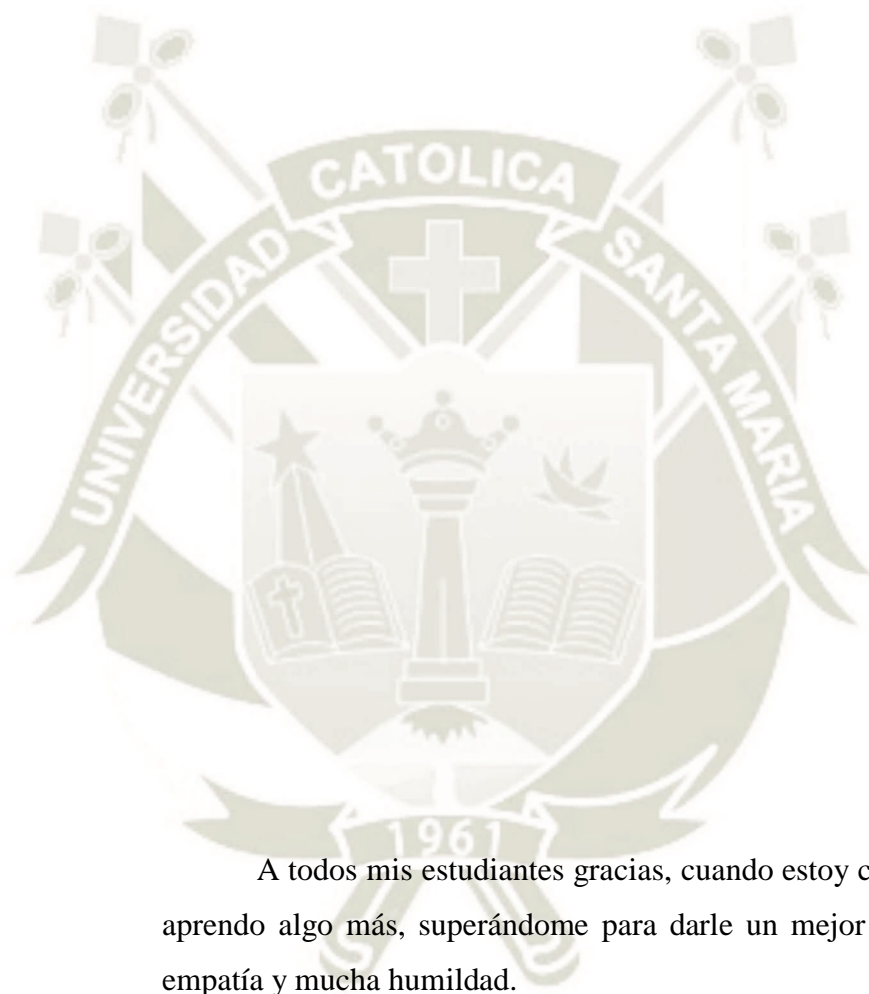 CATOLICA
UNIVERSIDAD
SANTA MARIA
1961
A todos mis estudiantes gracias, cuando estoy
aprendo algo más, superándome para darle un mejor
empatía y mucha humildad.